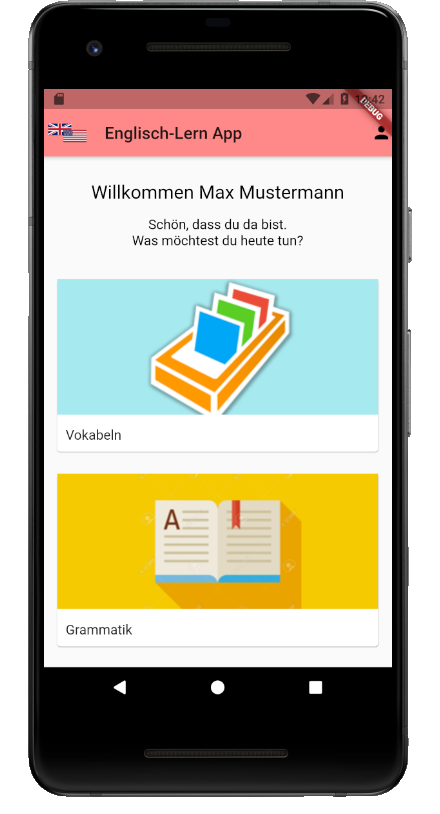 12:42
DEBUG
Englisch-Lern App
Willkommen Max Mustermann
Schön, dass du da bist.
Was möchtest du heute tun?
Vokabeln
A
Grammatik